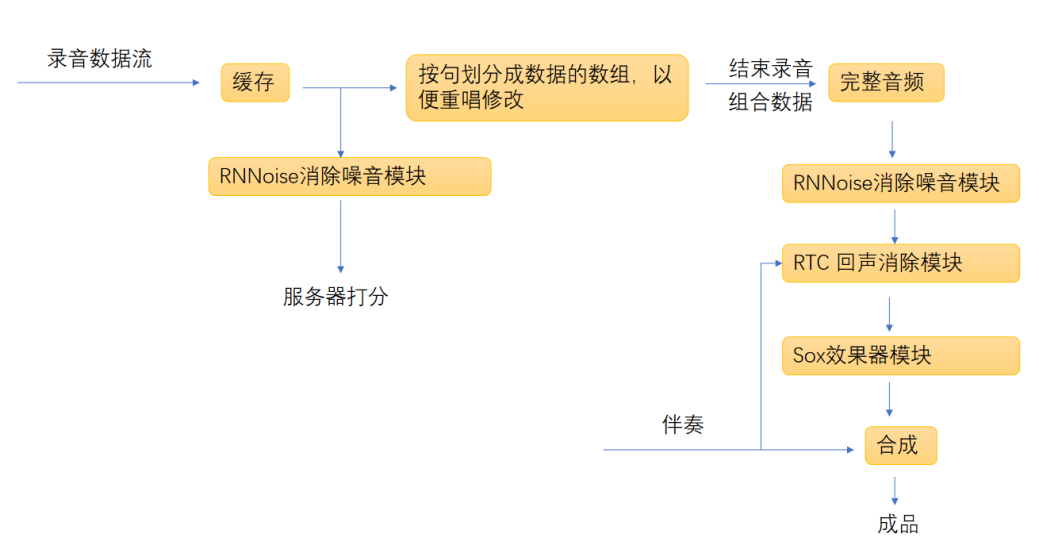 录音数据流
缓存
按句划分成数据的数组，以
便重唱修改
结束录音
组合数据
完整音频
RNNoise消除噪音模块
服务器打分
RNNoise消除噪音模块
RTC 回声消除模块
Sox效果器模块
伴奏
合成
成品